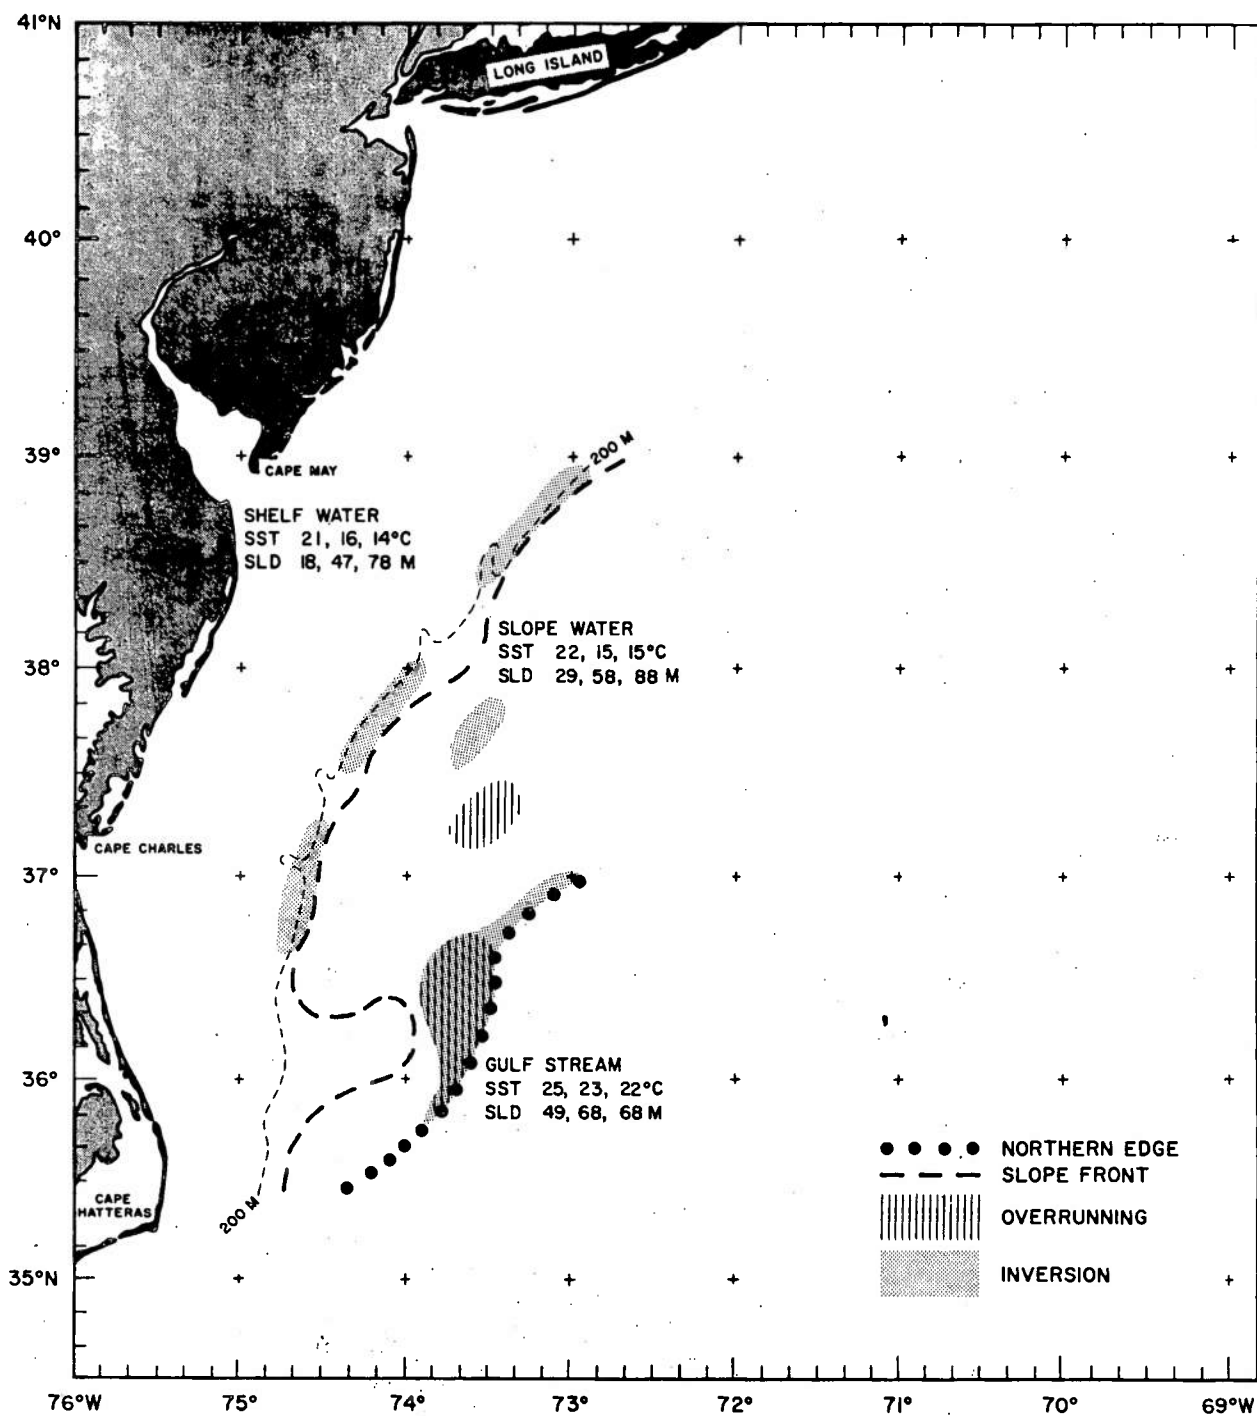 41°N
LONG ISLAND
40°
39°
200 M
CAPE MAY
SHELF WATER
SST 21, 16, 14°C
SLD 18, 47, 78 M
SLOPE WATER
SST 22, 15, 15°C
SLD 29, 58, 88 M
38°
CAPE CHARLES
37°
GULF STREAM
SST 25, 23, 22°C
SLD 49, 68, 68 M
36°
NORTHERN EDGE
SLOPE FRONT
CAPE
HATTERAS
200 M
OVERRUNNING
35°N
INVERSION
76°W 75° 74° 73° 72° 71° 70° 69°W